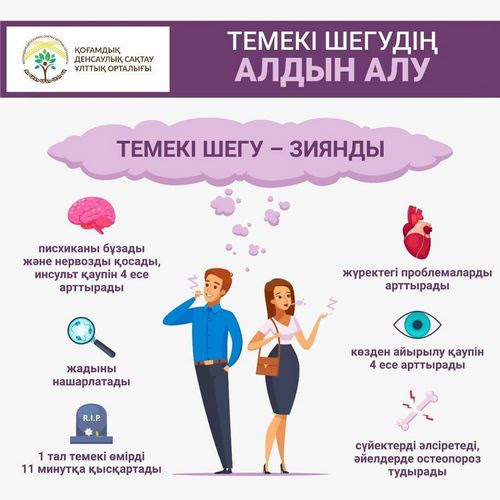 ҚОҒАМДЫҚ
ДЕНСАУЛЫҚ САҚТАУ
ҰЛТТЫҚ ОРТАЛЫҒЫ
ТЕМЕКІ ШЕГУДІҢ
АЛДЫН АЛУ
ТЕМЕКІ ШЕГУ – ЗИЯНДЫ
писхиканы бұзады
және нервозды қосады,
инсульт қаупін 4 есе
арттырады
жүректегі проблемаларды
арттырады
жадыны
нашарлатады
көзден айырылу қаупін
4 есе арттырады
R.I.P.
1 тал темекі өмірді
11 минутқа қысқартады
сүйектерді әлсіретеді,
әйелдерде остеопороз
тудырады